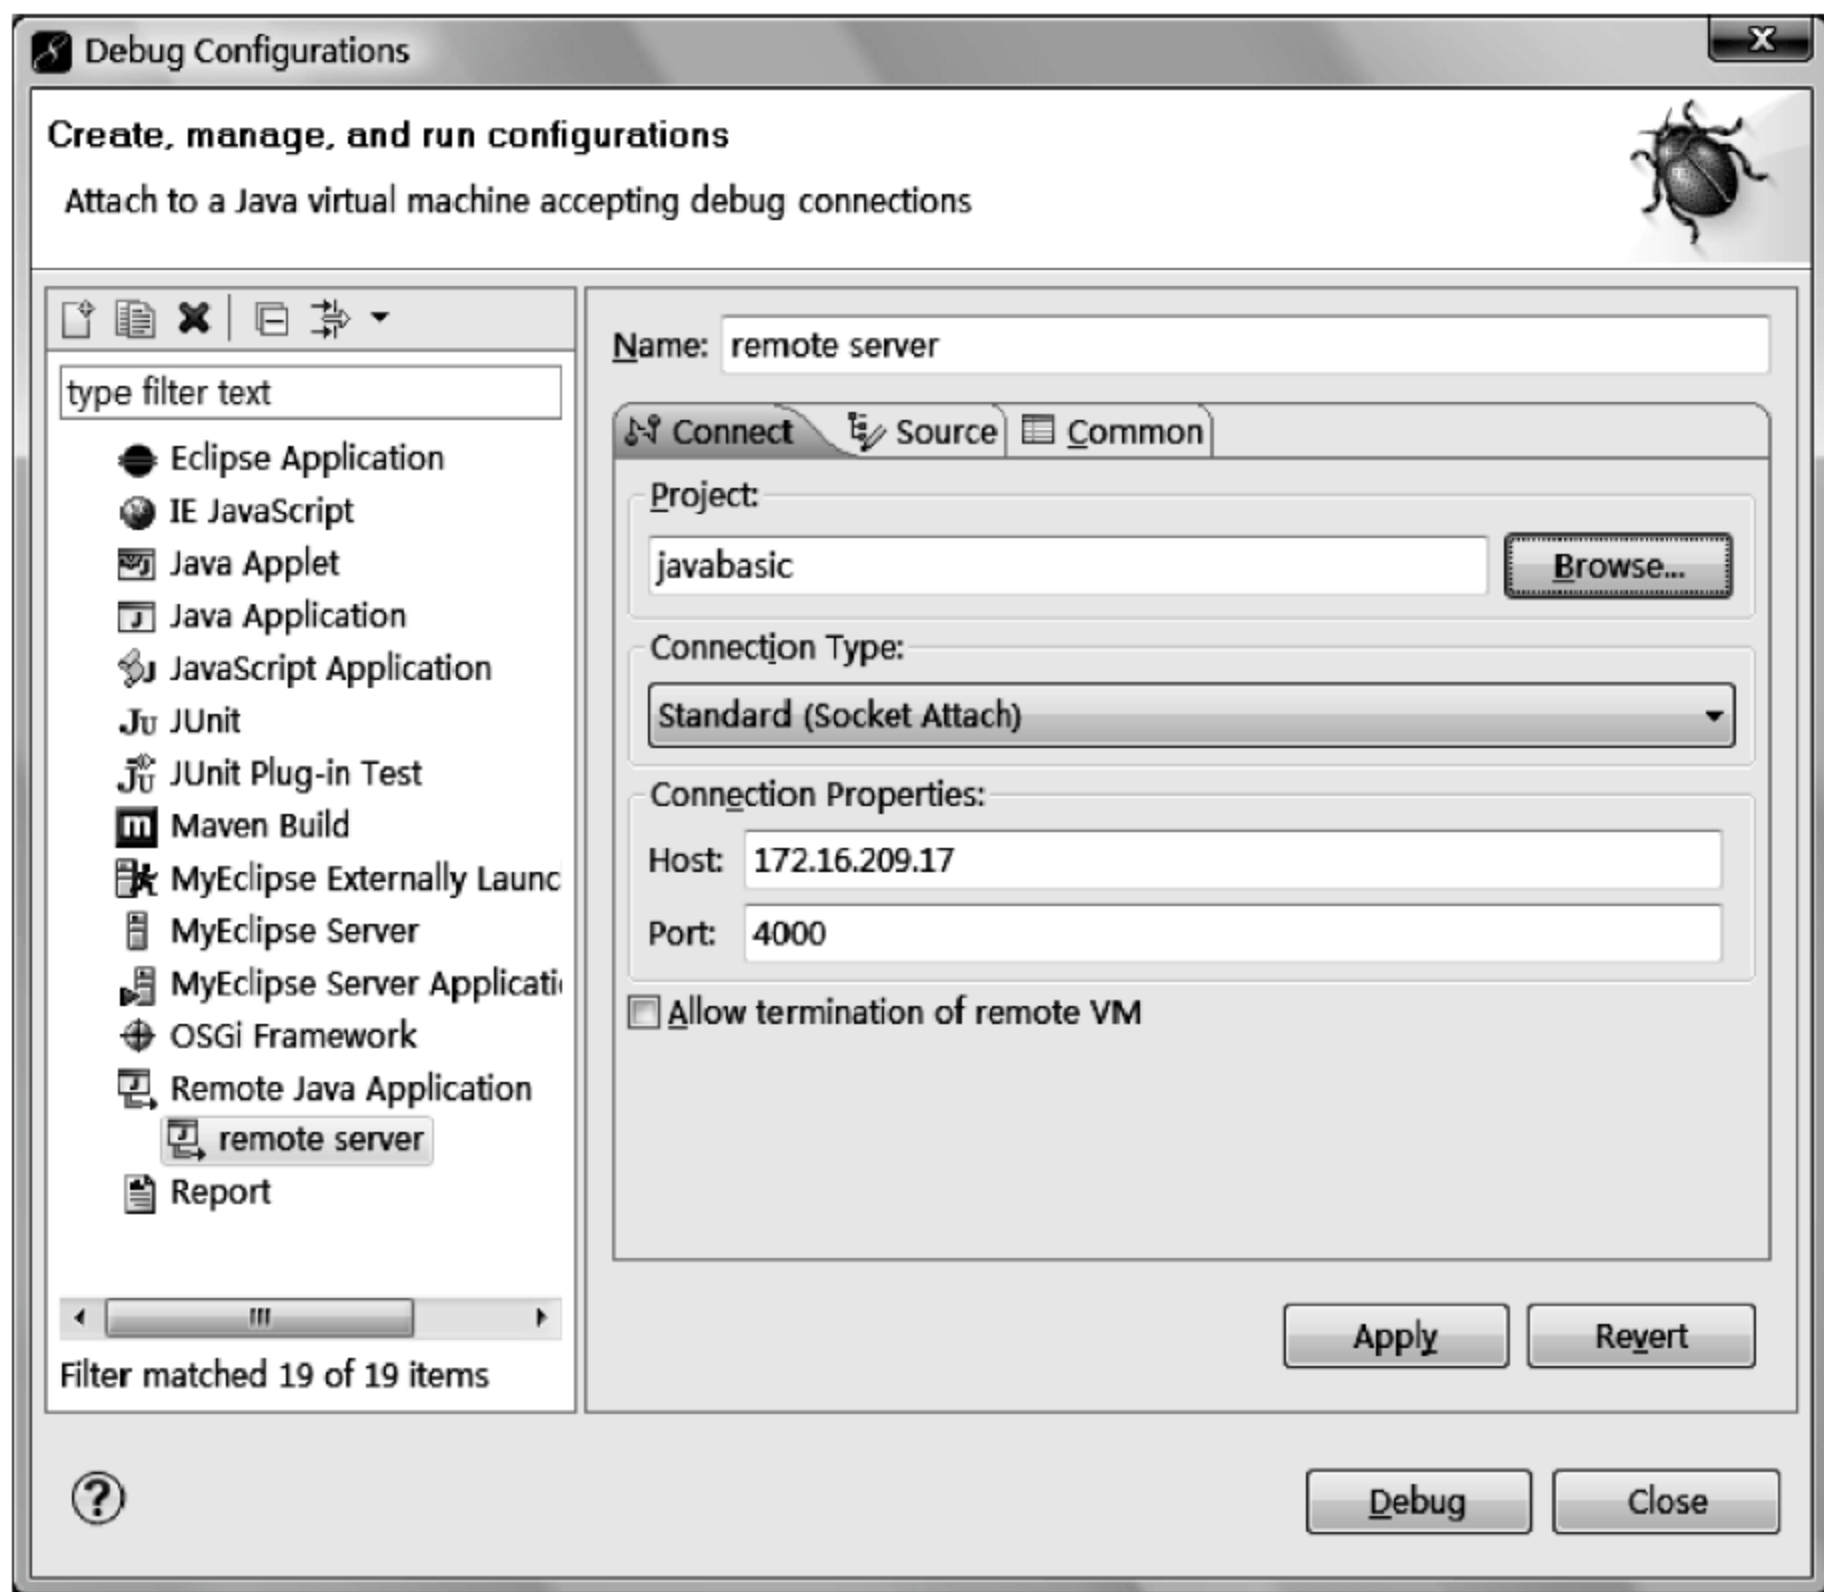 Debug Configurations
Create, manage, and run configurations
Attach to a Java virtual machine accepting debug connections
type filter text
Eclipse Application
IE JavaScript
Java Applet
Java Application
JavaScript Application
JUnit
JUnit Plug-in Test
Maven Build
MyEclipse Externally Launc
MyEclipse Server
MyEclipse Server Applicati
OSGi Framework
Remote Java Application
remote server
Report
Filter matched 19 of 19 items
Name: remote server
Connect Source Common
Project:
javabasic Browse...
Connection Type:
Standard (Socket Attach)
Connection Properties:
Host: 172.16.209.17
Port: 4000
Allow termination of remote VM
Apply Revert
Debug Close